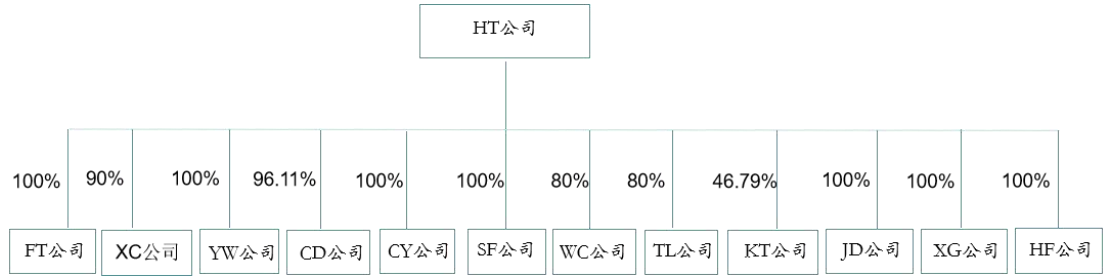 HT公司
100% 90% 100% 96.11% 100% 100% 80% 80% 46.79% 100% 100% 100%
FT公司 XC公司 YW公司 CD公司 CY公司 SF公司 WC公司 TL公司 KT公司 JD公司 XG公司 HF公司